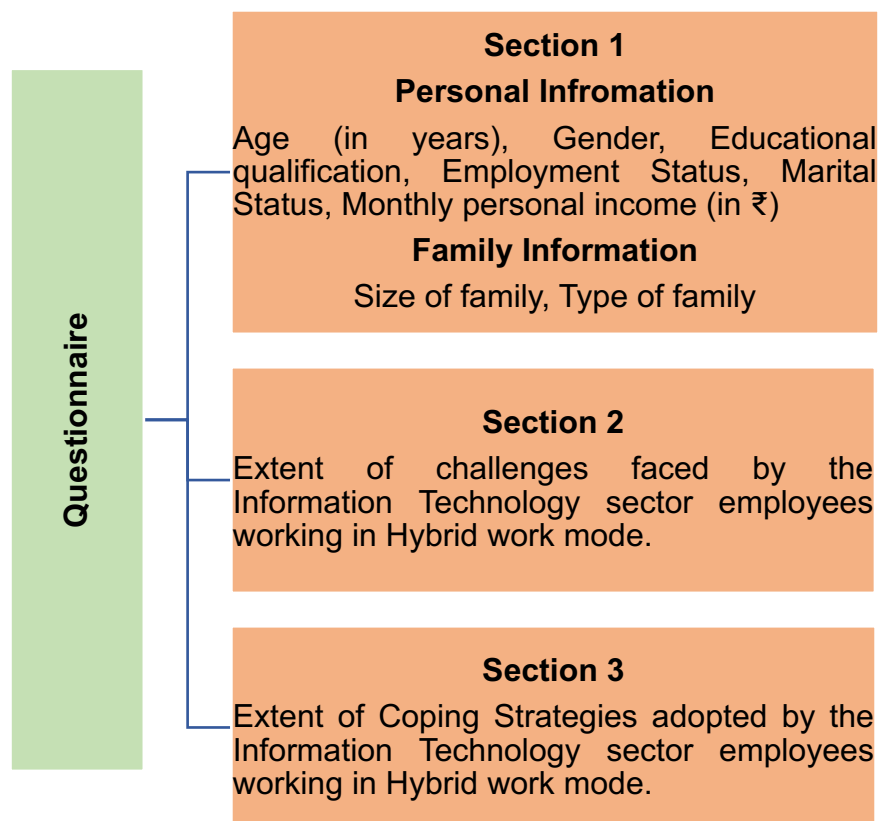 Questionnaire
Section 1
Personal Infromation
Age (in years), Gender, Educational
qualification, Employment Status, Marital
Status, Monthly personal income (in ₹)
Family Information
Size of family, Type of family
Section 2
Extent of challenges faced by the
Information Technology sector employees
working in Hybrid work mode.
Section 3
Extent of Coping Strategies adopted by the
Information Technology sector employees
working in Hybrid work mode.